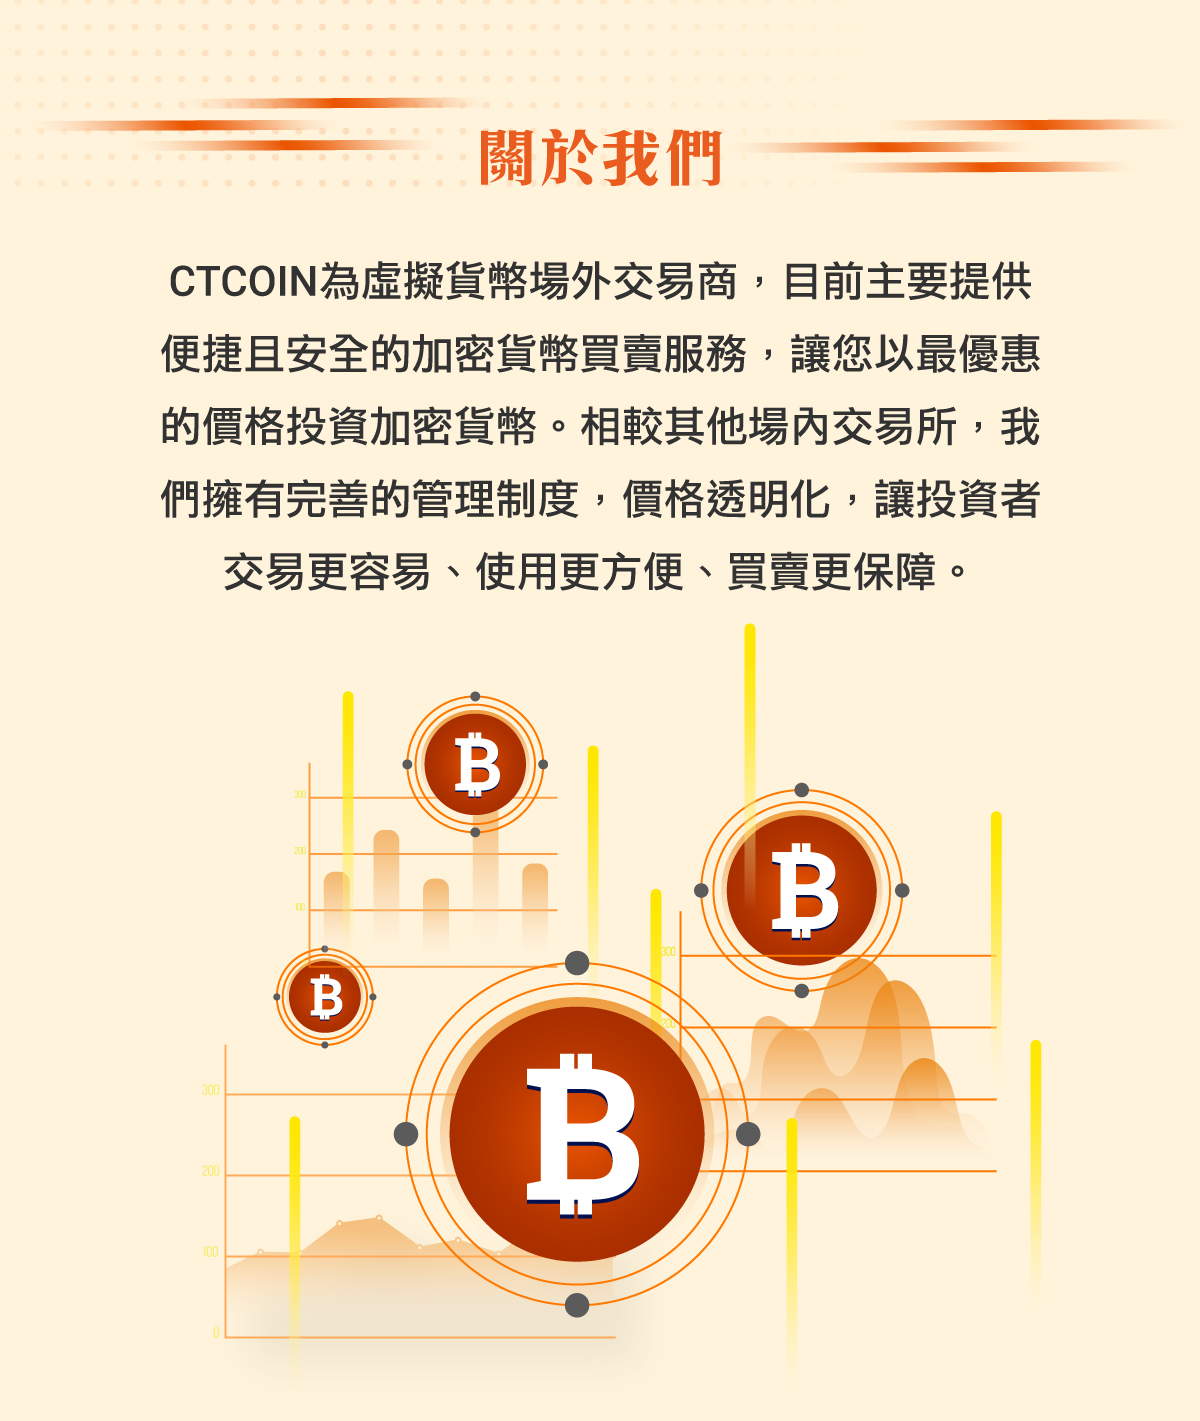 關於我們
CTCOIN為虛擬貨幣場外交易商，目前主要提供
便捷且安全的加密貨幣買賣服務，讓您以最優惠
的價格投資加密貨幣。相較其他場內交易所，我
們擁有完善的管理制度，價格透明化，讓投資者
交易更容易、使用更方便、買賣更保障。
300
200
100
300
200
300
200
100
0